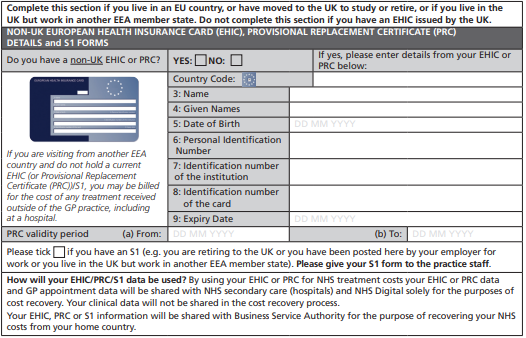 Complete this section if you live in an EU country, or have moved to the UK to study or retire, or if you live in the
UK but work in another EEA member state. Do not complete this section if you have an EHIC issued by the UK.
NON-UK EUROPEAN HEALTH INSURANCE CARD (EHIC), PROVISIONAL REPLACEMENT CERTIFICATE (PRC)
DETAILS and S1 FORMS
Do you have a non-UK EHIC or PRC?
YES: NO:
If yes, please enter details from your EHIC or
PRC below:
EUROPEAN HEALTH INSURANCE CARD
If you are visiting from another EEA
country and do not hold a current
EHIC (or Provisional Replacement
Certificate (PRC))/S1, you may be billed
for the cost of any treatment received
outside of the GP practice, including
at a hospital.
Country Code:
3: Name
4: Given Names
5: Date of Birth DD MM YYYY
6: Personal Identification
Number
7: Identification number
of the institution
8: Identification number
of the card
9: Expiry Date DD MM YYYY
PRC validity period (a) From: DD MM YYYY (b) To: DD MM YYYY
Please tick if you have an S1 (e.g. you are retiring to the UK or you have been posted here by your employer for
work or you live in the UK but work in another EEA member state). Please give your S1 form to the practice staff.
How will your EHIC/PRC/S1 data be used? By using your EHIC or PRC for NHS treatment costs your EHIC or PRC data
and GP appointment data will be shared with NHS secondary care (hospitals) and NHS Digital solely for the purposes of
cost recovery. Your clinical data will not be shared in the cost recovery process.
Your EHIC, PRC or S1 information will be shared with Business Service Authority for the purpose of recovering your NHS
costs from your home country.